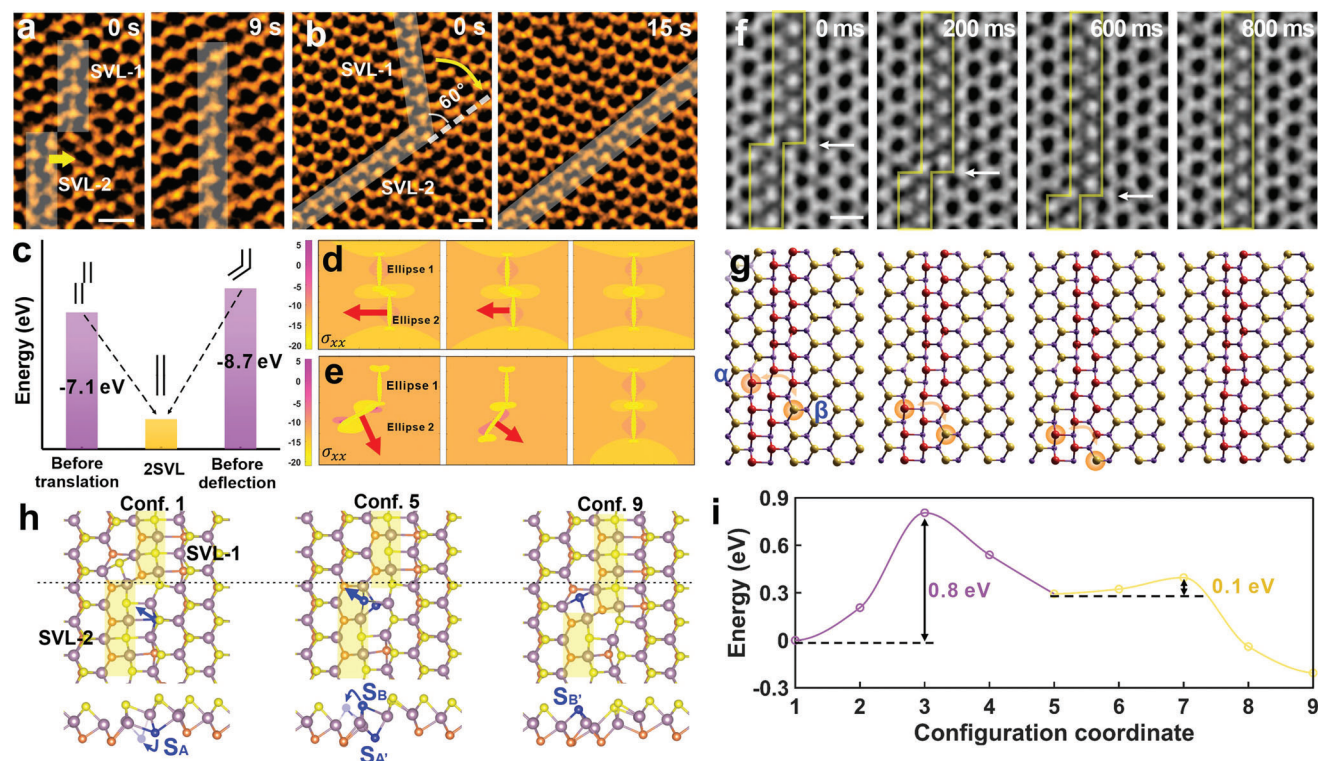 a
0 s
SVL-1
SVL-2
9 s
b
0 s
SVL-1
60°
SVL-2
15 s
c
Energy (eV)
-7.1 eV
-8.7 eV
Before translation
2SVL
Before deflection
d
5
0
-5
-10
-15
-20
Ellipse 1
Ellipse 2
σxx
e
5
0
-5
-10
-15
-20
Ellipse 1
Ellipse 2
σxx
f
0 ms
200 ms
600 ms
800 ms
g
α
β
h
Conf. 1
Conf. 5
Conf. 9
SVL-1
SVL-2
SA
SB
SA'
SB'
i
Energy (eV)
0.9
0.6
0.3
0
-0.3
0.8 eV
0.1 eV
1 2 3 4 5 6 7 8 9
Configuration coordinate